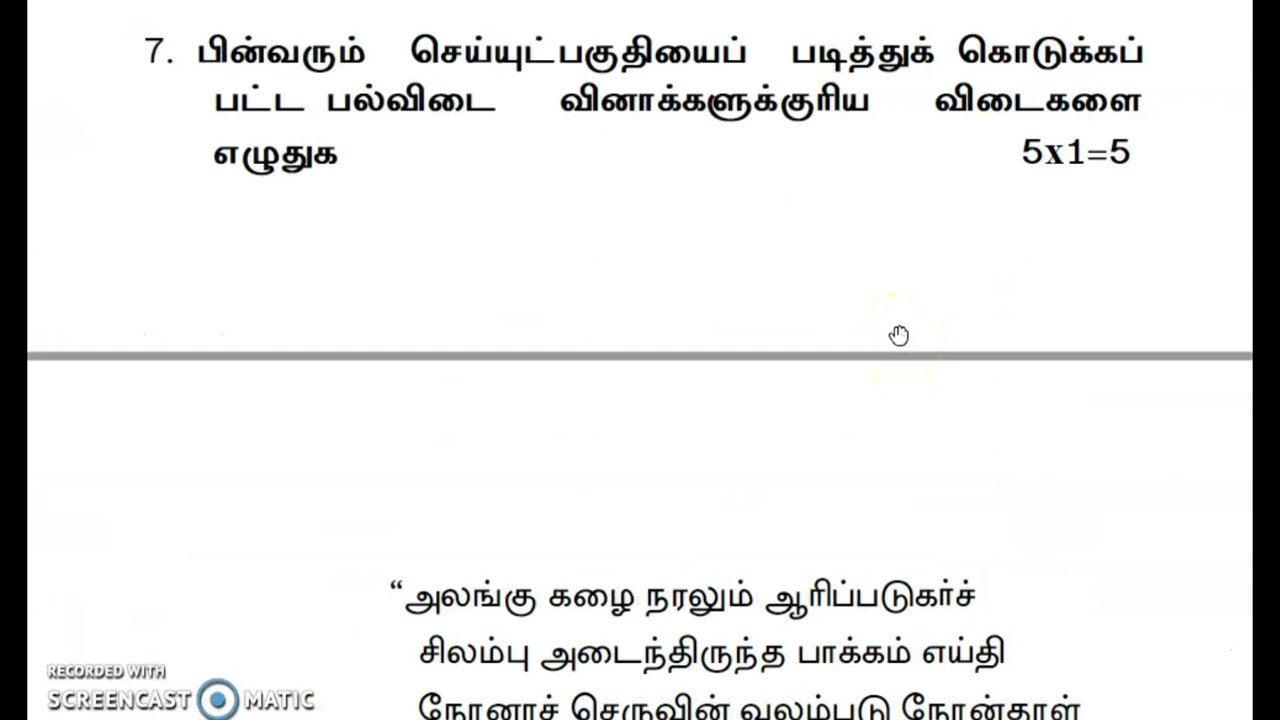 7. பின்வரும் செய்யுட்பகுதியைப் படித்துக் கொடுக்கப்
பட்ட பல்விடை வினாக்களுக்குரிய விடைகளை
எழுதுக 5x1=5
“அலங்கு கழை நரலும் ஆரிப்படுகர்ச்
சிலம்பு அடைந்திருந்த பாக்கம் எய்தி
நோனாச் செருவின் வலம்படு நோன்தாள்
RECORDED WITH
SCREENCAST MATIC